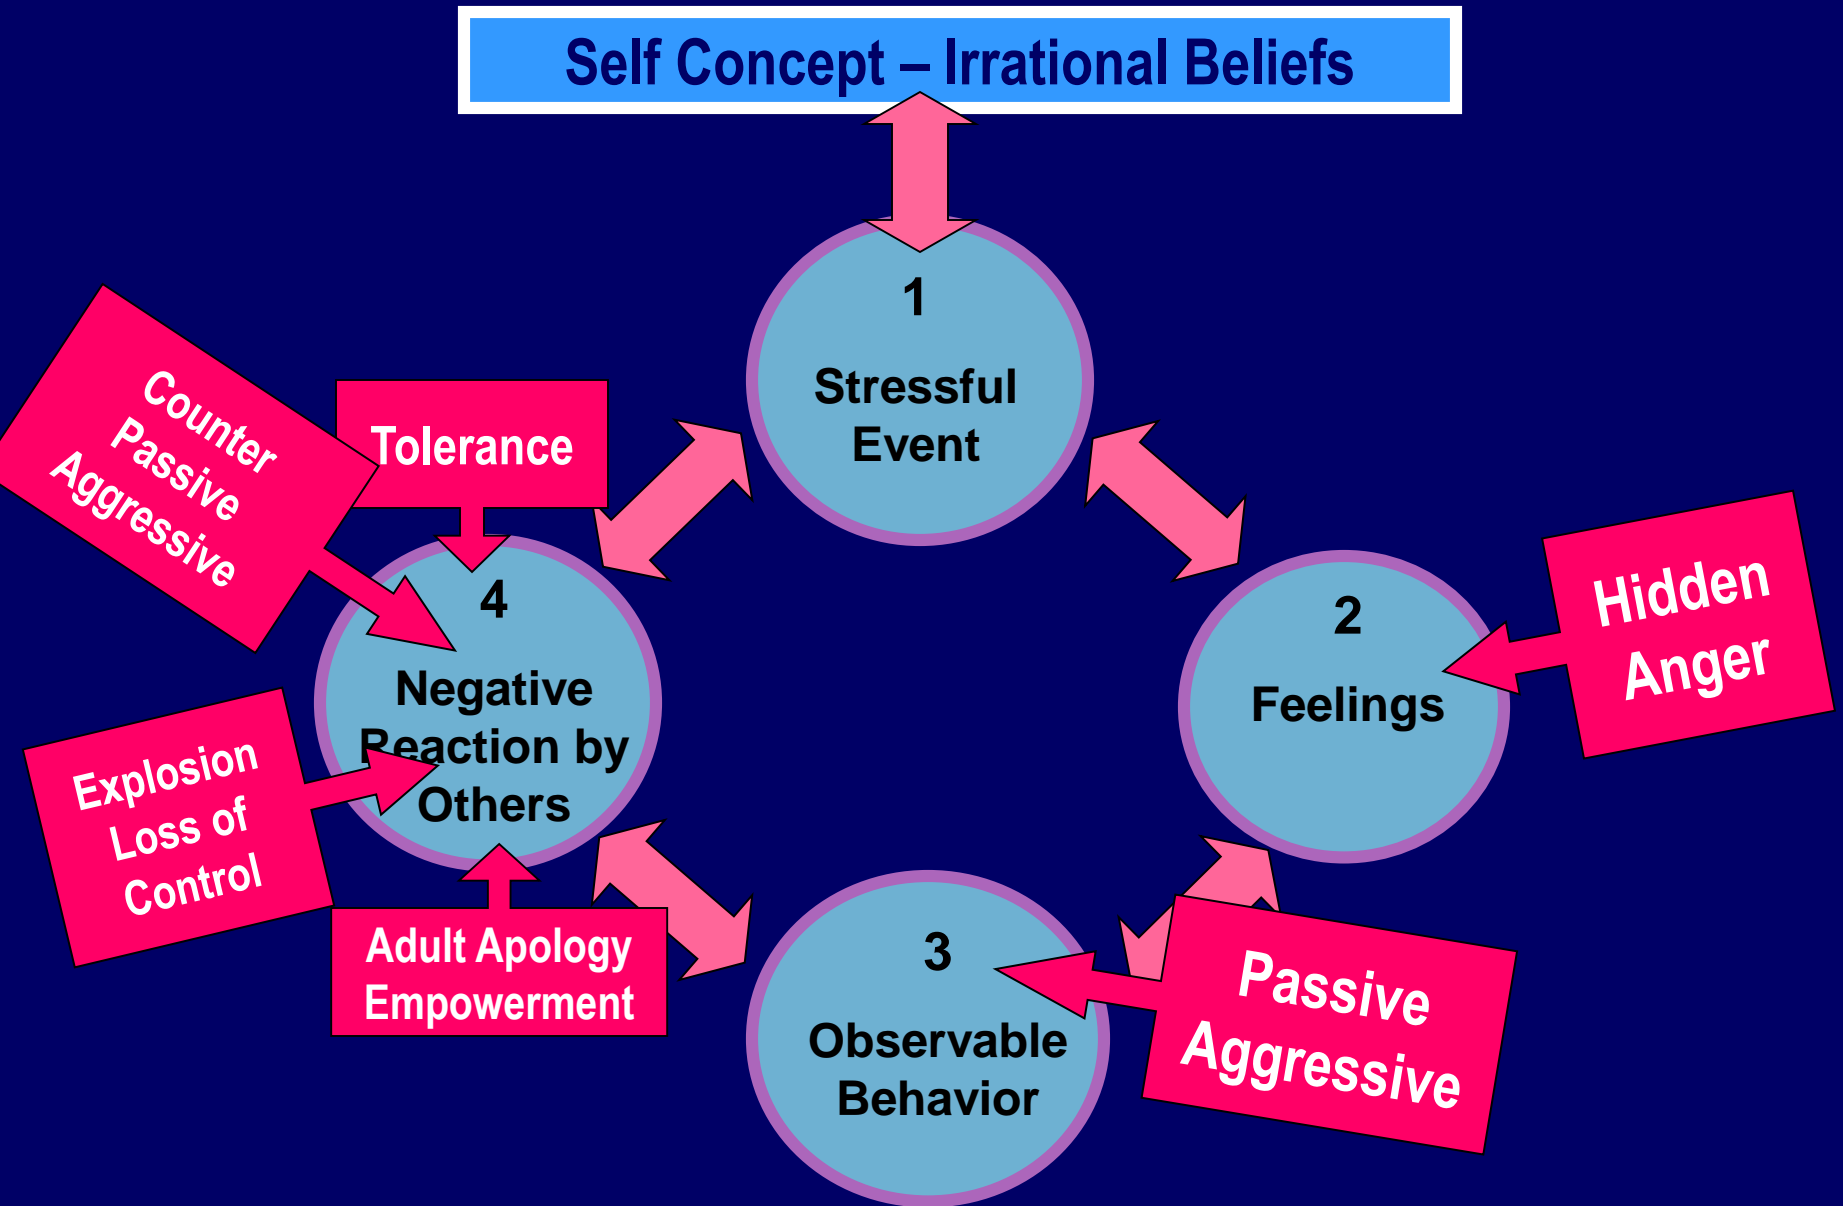 Self Concept – Irrational Beliefs
1
Stressful
Event
Counter
Passive
Aggressive
Tolerance
4
Negative
Reaction by
Others
2
Feelings
Hidden
Anger
Explosion
Loss of
Control
Adult Apology
Empowerment
3
Observable
Behavior
Passive
Aggressive